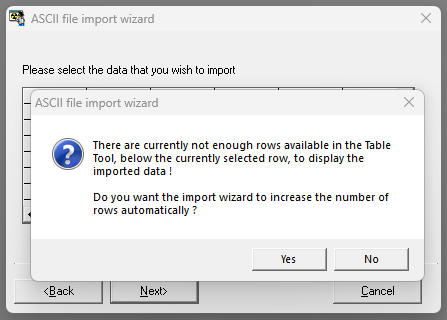 ASCII file import wizard
Please select the data that you wish to import
ASCII file import wizard
There are currently not enough rows available in the Table
Tool, below the currently selected row, to display the
imported data !
Do you want the import wizard to increase the number of
rows automatically ?
Yes
No
<Back
Next>
Cancel